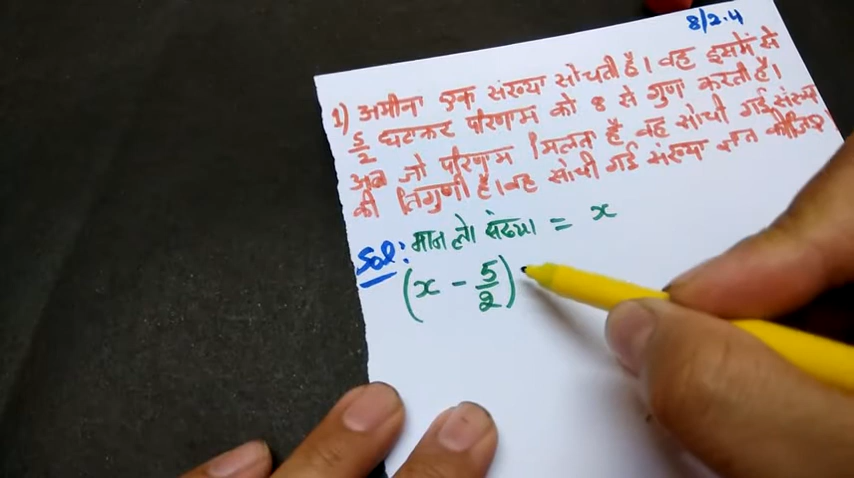 8/2.4
1) अमीना एक संख्या सोचती है। वह इसमें से
5/2 घटाकर परिणाम को 8 से गुणा करती है।
अब जो परिणाम मिलता है वह सोची गई संख्या
की तिगुनी है। वह सोची गई संख्या ज्ञात कीजिए?
Sol: मान लो संख्या = x
(x - 5/2)